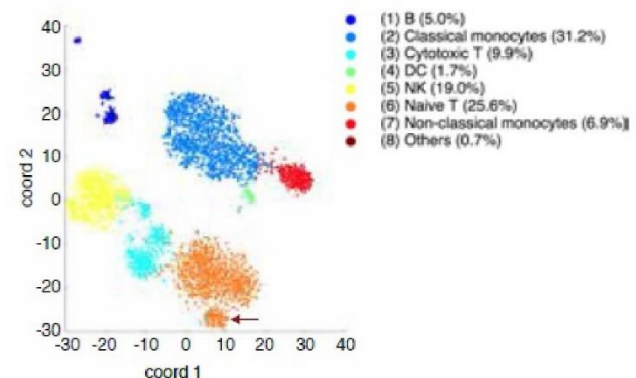 40
30
20
10
0
-10
-20
-30
coord 2
-30 -20 -10 0 10 20 30 40
coord 1
(1) B (5.0%)
(2) Classical monocytes (31.2%)
(3) Cytotoxic T (9.9%)
(4) DC (1.7%)
(5) NK (19.0%)
(6) Naive T (25.6%)
(7) Non-classical monocytes (6.9%)
(8) Others (0.7%)